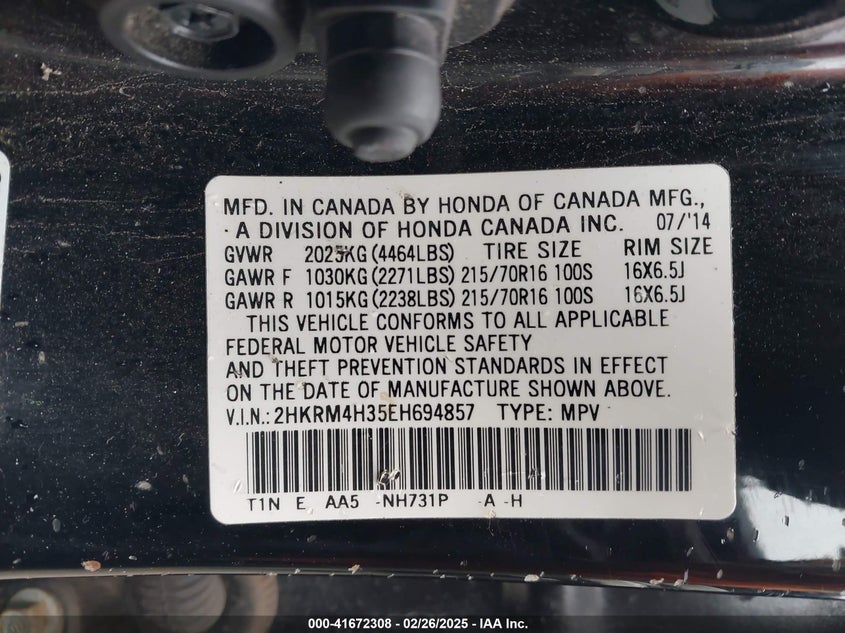 MFD. IN CANADA BY HONDA OF CANADA MFG.,
A DIVISION OF HONDA CANADA INC. 07/'14
GVWR 2025KG (4464LBS) TIRE SIZE RIM SIZE
GAWR F 1030KG (2271LBS) 215/70R16 100S 16X6.5J
GAWR R 1015KG (2238LBS) 215/70R16 100S 16X6.5J
THIS VEHICLE CONFORMS TO ALL APPLICABLE
FEDERAL MOTOR VEHICLE SAFETY
AND THEFT PREVENTION STANDARDS IN EFFECT
ON THE DATE OF MANUFACTURE SHOWN ABOVE.
V.I.N.: 2HKRM4H35EH694857 TYPE: MPV
T1N E AA5 -NH731P -A -H
000-41672308 - 02/26/2025 - IAA Inc.